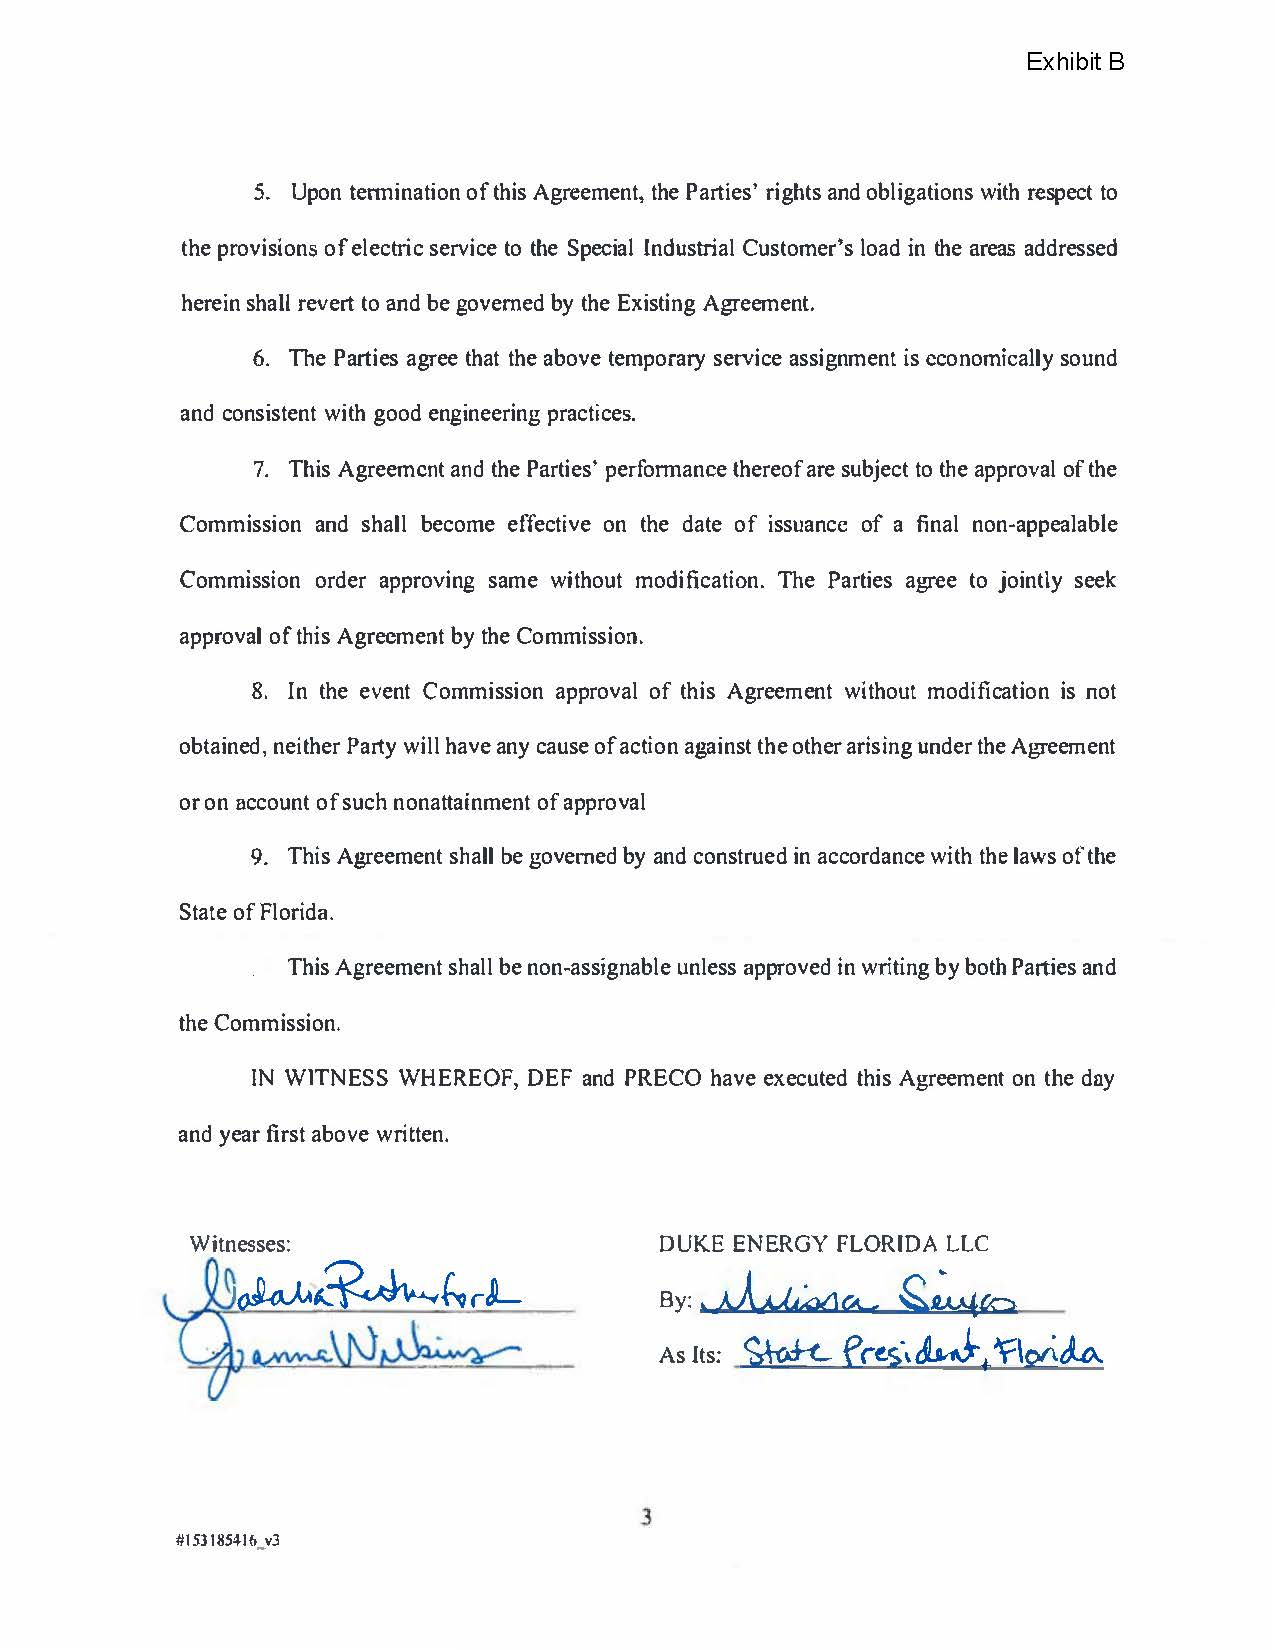 Exhibit B
5. Upon termination of this Agreement, the Parties' rights and obligations with respect to
the provisions of electric service to the Special Industrial Customer's load in the areas addressed
herein shall revert to and be governed by the Existing Agreement.
6. The Parties agree that the above temporary service assignment is economically sound
and consistent with good engineering practices.
7. This Agreement and the Parties' performance thereof are subject to the approval of the
Commission and shall become effective on the date of issuance of a final non-appealable
Commission order approving same without modification. The Parties agree to jointly seek
approval of this Agreement by the Commission.
8. In the event Commission approval of this Agreement without modification is not
obtained, neither Party will have any cause of action against the other arising under the Agreement
or on account of such nonattainment of approval
9. This Agreement shall be governed by and construed in accordance with the laws of the
State of Florida.
This Agreement shall be non-assignable unless approved in writing by both Parties and
the Commission.
IN WITNESS WHEREOF, DEF and PRECO have executed this Agreement on the day
and year first above written.
Witnesses:
DUKE ENERGY FLORIDA LLC
Rutherford
By: Melissa Seixas
Wilkins
As Its: State President, Florida
3
#153185416_v3